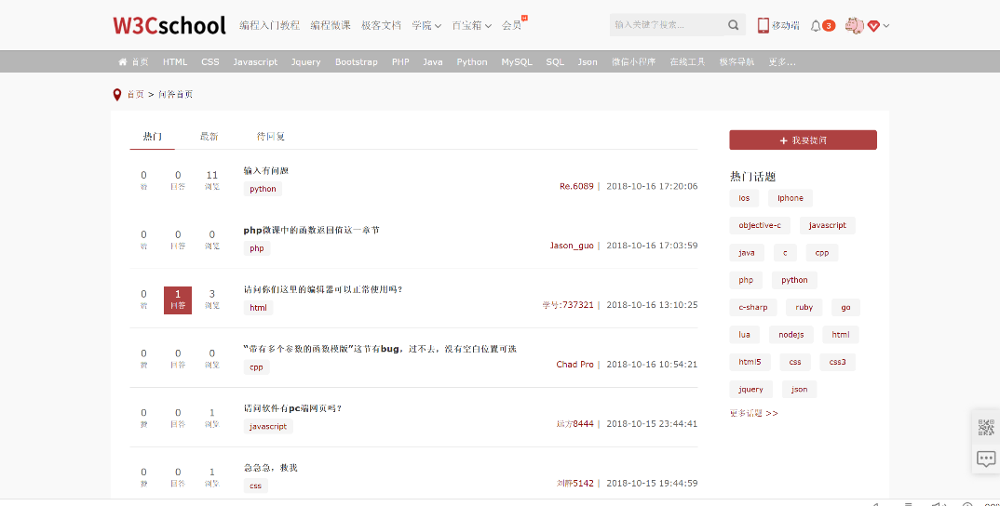 W3Cschool 编程入门教程 编程微课 极客文档 学院 百宝箱 会员 输入关键字搜索... 移动端 3
首页 HTML CSS Javascript Jquery Bootstrap PHP Java Python MySQL SQL Json 微信小程序 在线工具 极客导航 更多...
首页 > 问答首页
热门 最新 待回复
0 赞 0 回答 11 浏览
输入有问题
python
Re.6089 | 2018-10-16 17:20:06
0 赞 0 回答 0 浏览
php微课中的函数返回值这一章节
php
Jason_guo | 2018-10-16 17:03:59
0 赞 1 回答 3 浏览
请问你们这里的编辑器可以正常使用吗?
html
学号:737321 | 2018-10-16 13:10:25
0 赞 0 回答 0 浏览
“带有多个参数的函数模版”这节有bug，过不去，没有空白位置可选
cpp
Chad Pro | 2018-10-16 10:54:21
0 赞 0 回答 1 浏览
请问软件有pc端网页吗?
javascript
远方8444 | 2018-10-15 23:44:41
0 赞 0 回答 1 浏览
急急急，救我
css
刘醉5142 | 2018-10-15 19:44:59
+ 我要提问
热门话题
ios iphone
objective-c javascript
java c cpp
php python
c-sharp ruby go
lua nodejs html
html5 css css3
jquery json
更多话题 >>